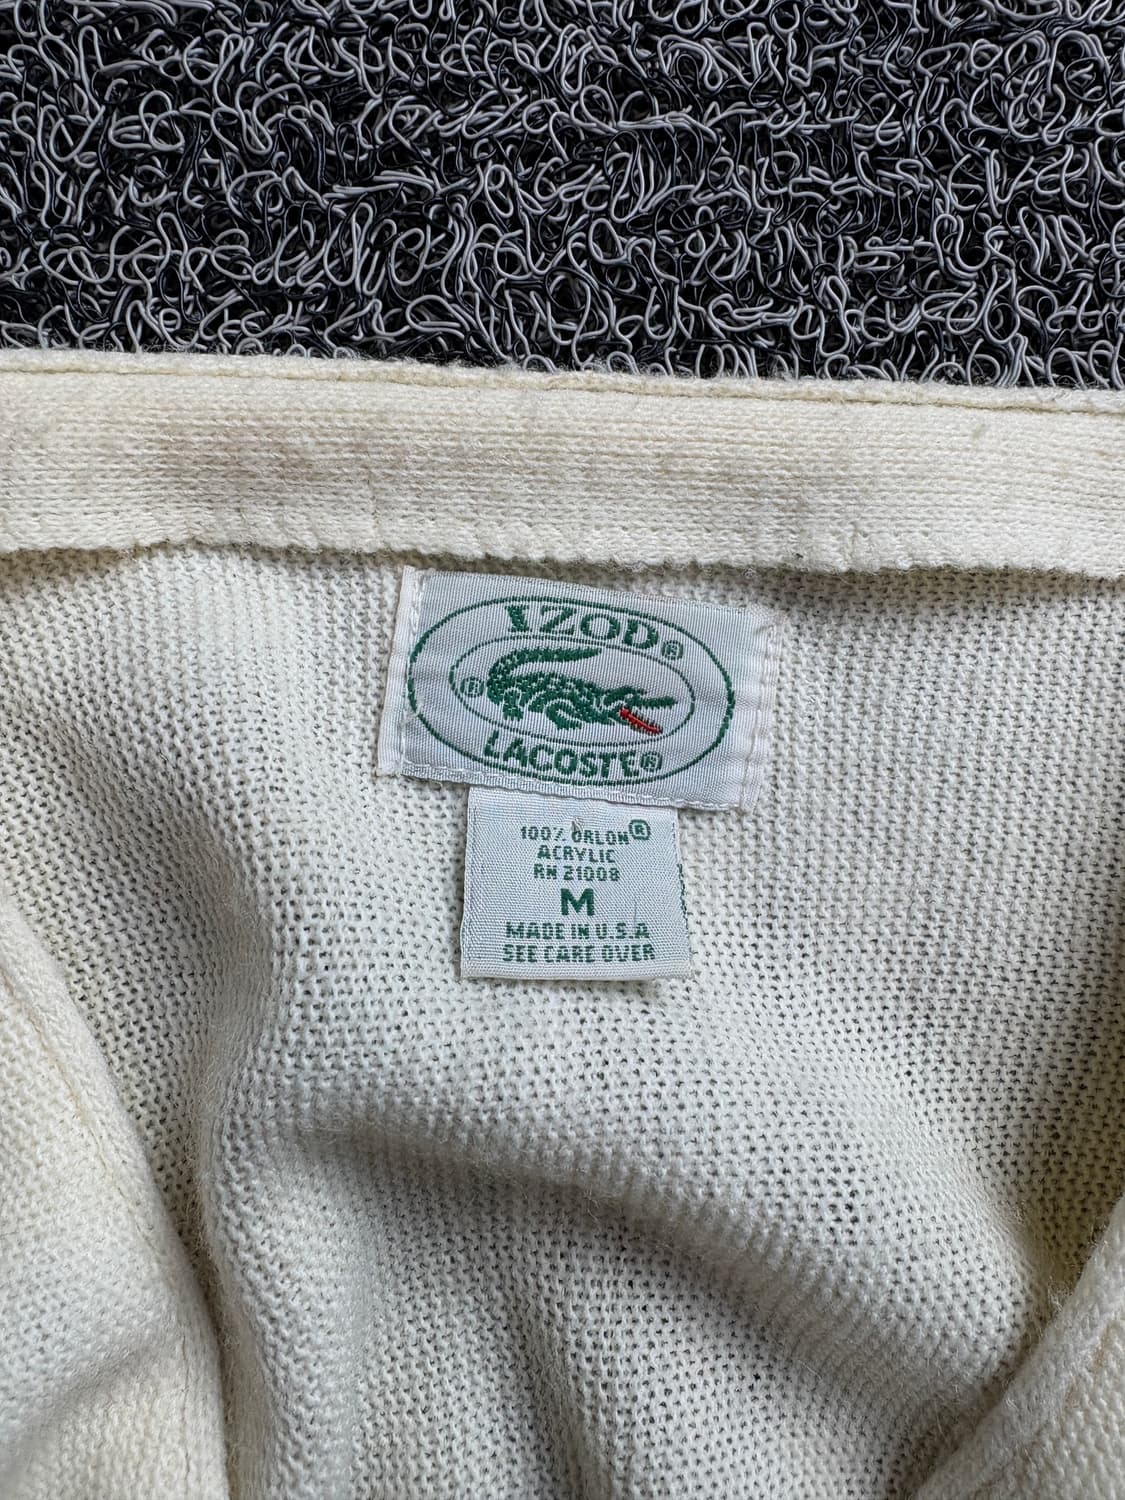 IZOD®
®
LACOSTE®
100% ORLON®
ACRYLIC
RN 21008
M
MADE IN U.S.A
SEE CARE OVER